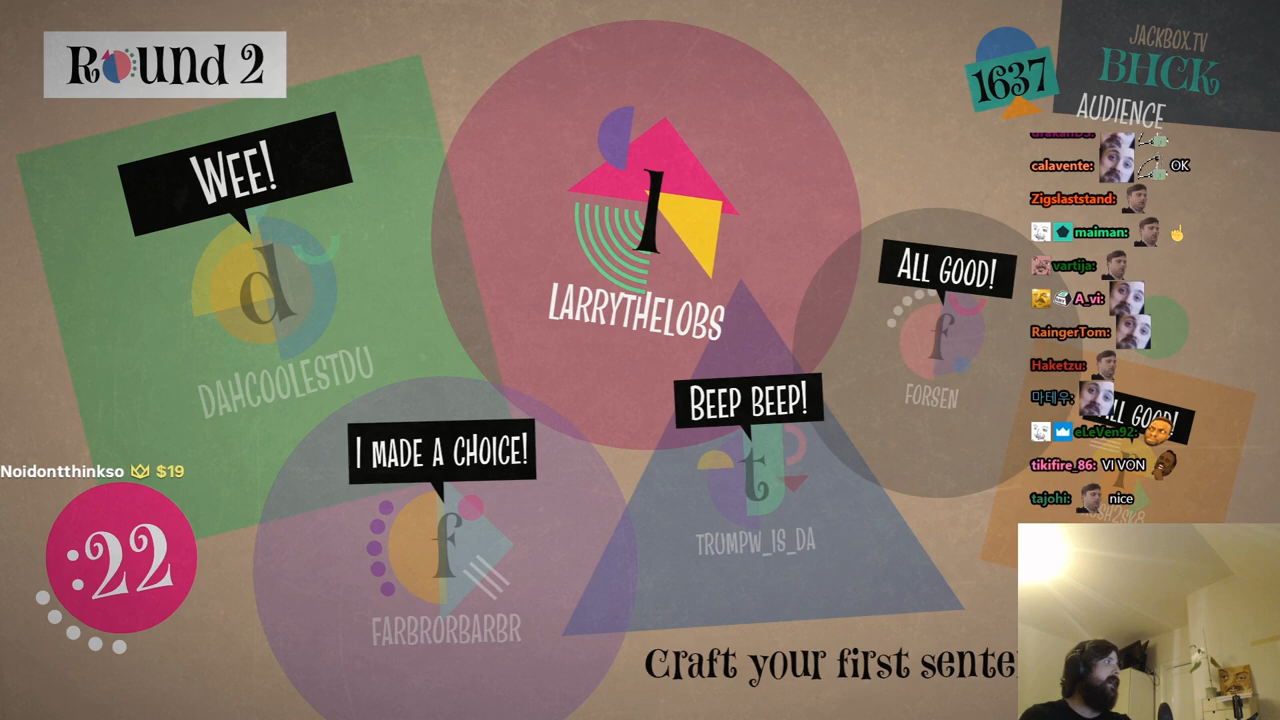 Round 2
JACKBOX.TV
BHCK
1637
AUDIENCE
WEE!
d
DAHCOOLESTDU
l
LARRYTHELOBS
ALL GOOD!
f
FORSEN
I MADE A CHOICE!
f
FARBRORBARBR
BEEP BEEP!
t
TRUMPW_IS_DA
ALL GOOD!
Noidontthinkso $19
:22
Craft your first sente
calavente: OK
Zigslaststand:
maiman:
vartija:
A_vi:
RaingerTom:
Haketzu:
마테우:
eLeVen92:
tikifire_86: VI VON
tajohi: nice